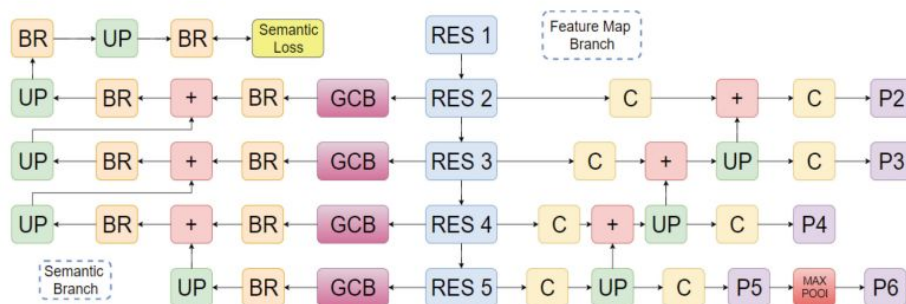 BR UP BR Semantic Loss RES 1 Feature Map Branch
UP BR + BR GCB RES 2 C + C P2
UP BR + BR GCB RES 3 C + UP C P3
UP BR + BR GCB RES 4 C + UP C P4
Semantic Branch UP BR GCB RES 5 C UP C P5 MAX POOL P6